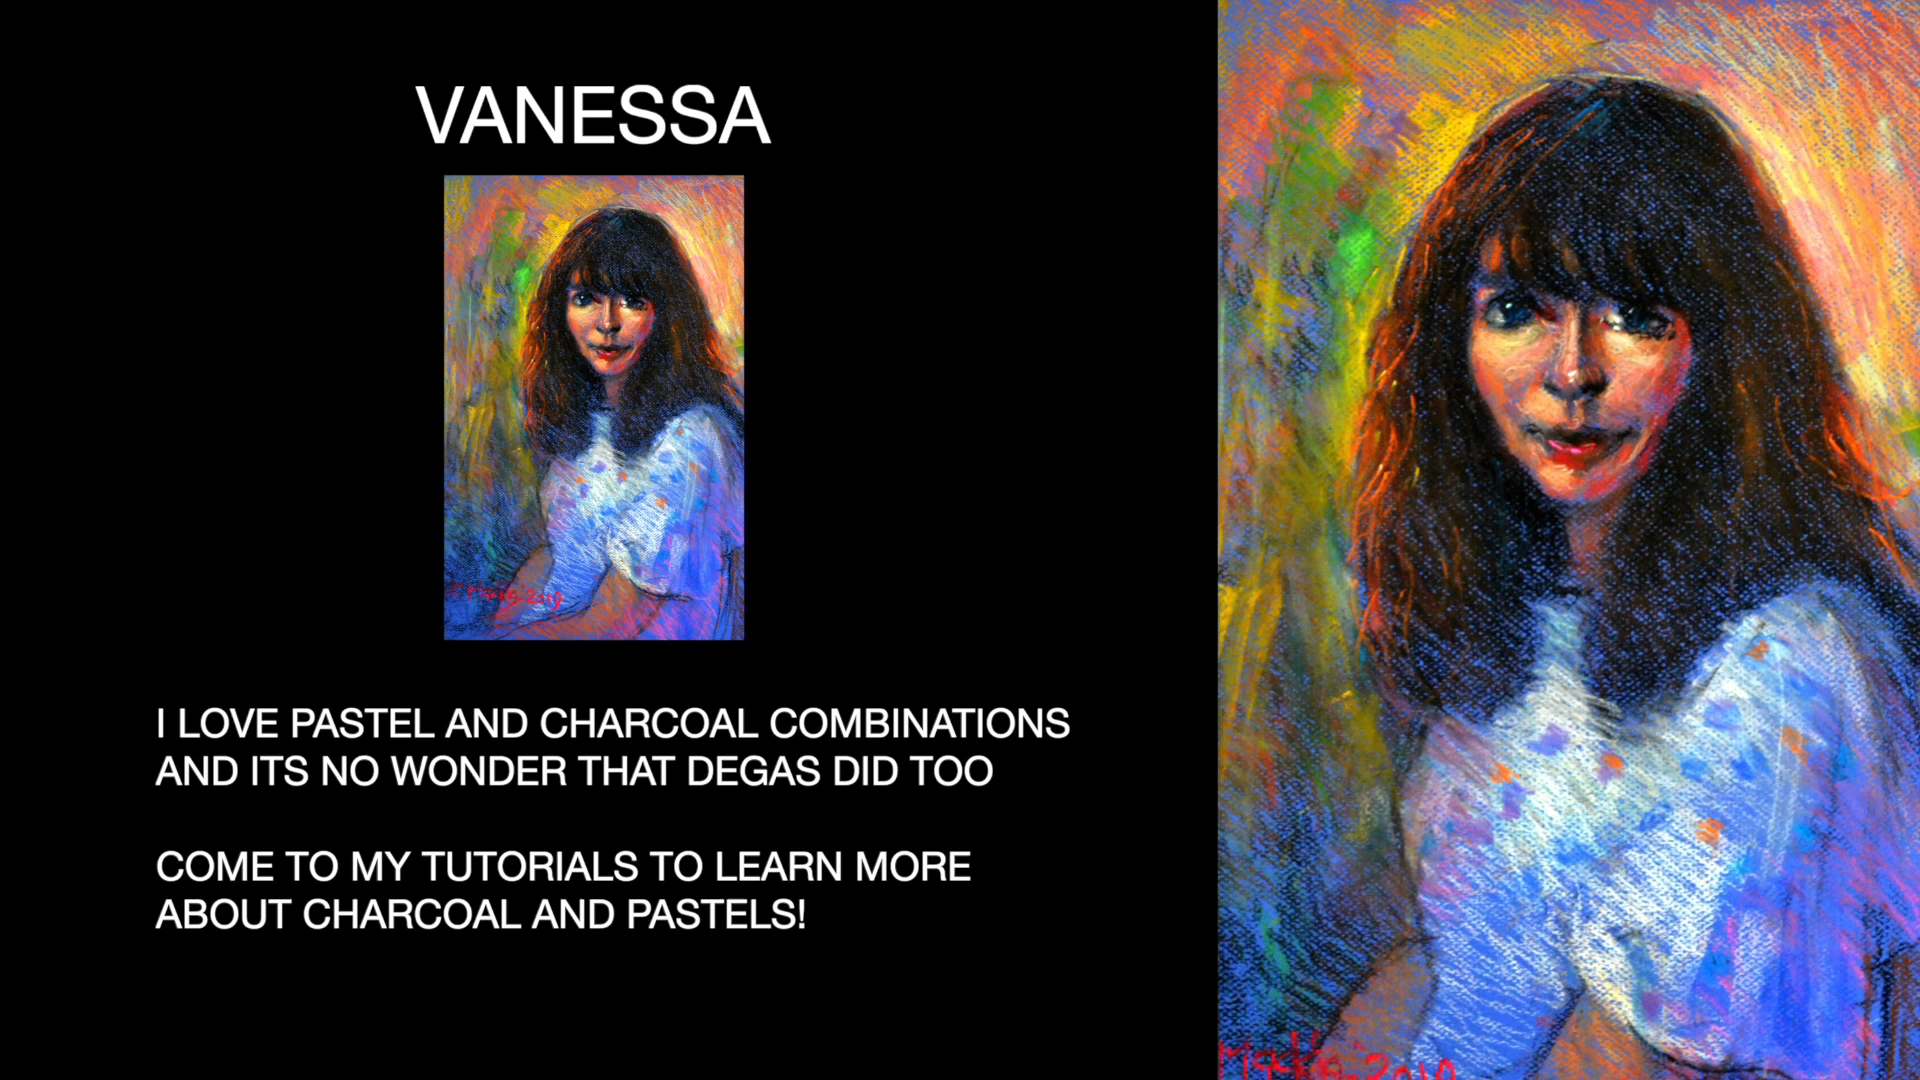 VANESSA
I LOVE PASTEL AND CHARCOAL COMBINATIONS
AND ITS NO WONDER THAT DEGAS DID TOO
COME TO MY TUTORIALS TO LEARN MORE
ABOUT CHARCOAL AND PASTELS!